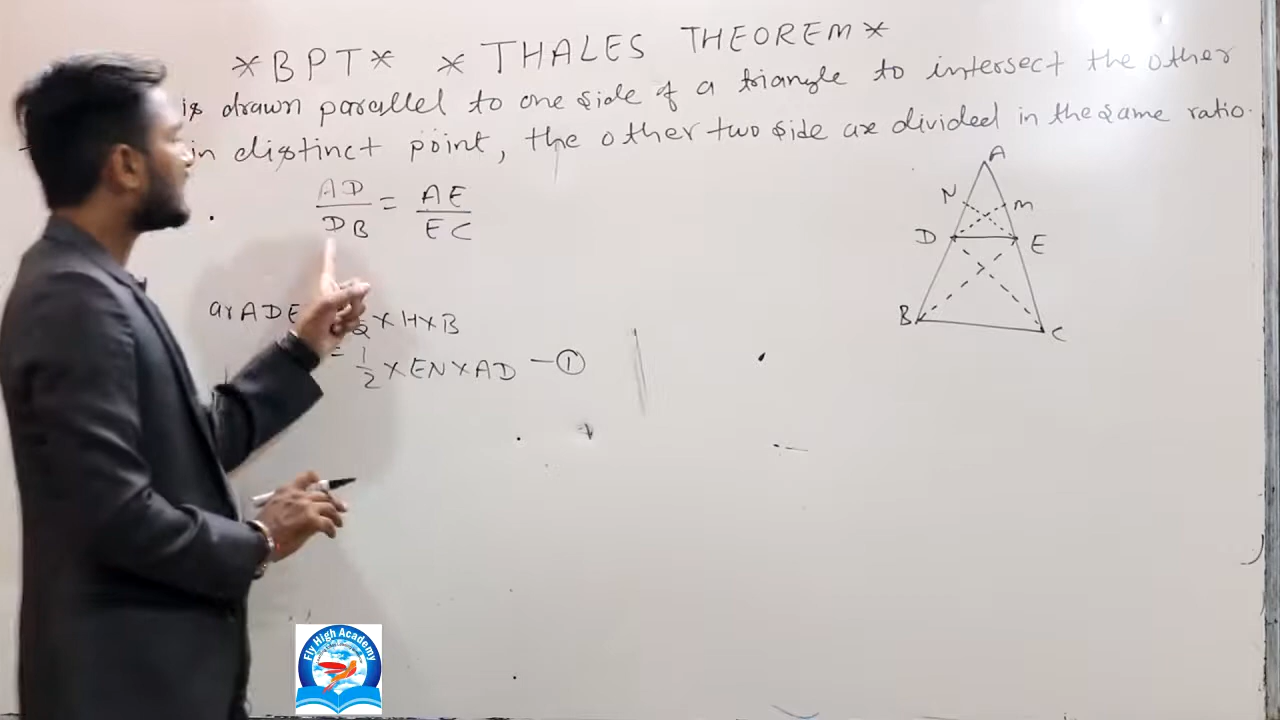 *BPT* * THALES THEOREM *
is drawn parallel to one side of a triangle to intersect the other
in distinct point, the other two side are divided in the same ratio.
AD/DB = AE/EC
ar ADE
× H × B
= 1/2 × EN × AD — ①
A
N M
D E
B C
Fly High Academy